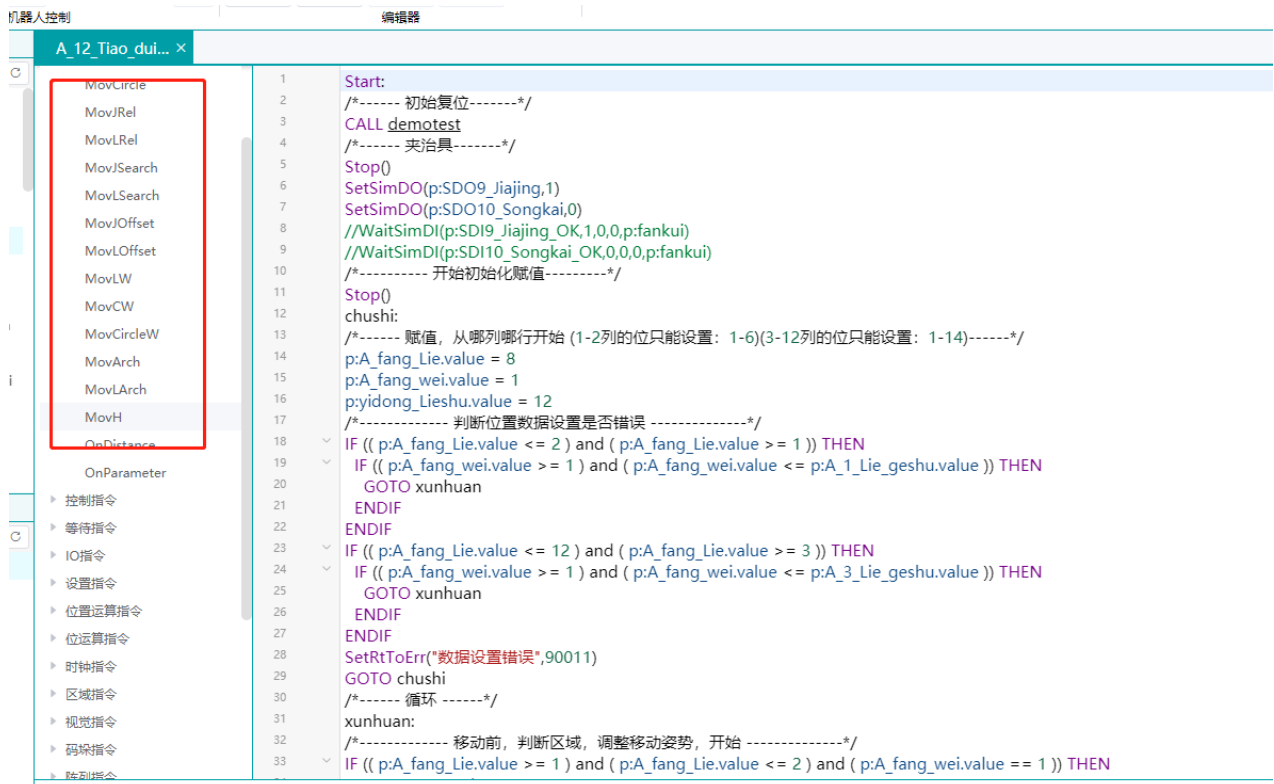 机器人控制
编辑器
A_12_Tiao_dui... ×
MovCircle
MovJRel
MovLRel
MovJSearch
MovLSearch
MovJOffset
MovLOffset
MovLW
MovCW
MovCircleW
MovArch
MovLArch
MovH
OnDistance
OnParameter
控制指令
等待指令
IO指令
设置指令
位置运算指令
位运算指令
时钟指令
区域指令
视觉指令
码垛指令
阵列指令
1 Start:
2 /*------ 初始复位-------*/
3 CALL demotest
4 /*------ 夹治具-------*/
5 Stop()
6 SetSimDO(p:SDO9_Jiajing,1)
7 SetSimDO(p:SDO10_Songkai,0)
8 //WaitSimDI(p:SDI9_Jiajing_OK,1,0,0,p:fankui)
9 //WaitSimDI(p:SDI10_Songkai_OK,0,0,0,p:fankui)
10 /*---------- 开始初始化赋值---------*/
11 Stop()
12 chushi:
13 /*------ 赋值，从哪列哪行开始 (1-2列的位只能设置：1-6)(3-12列的位只能设置：1-14)------*/
14 p:A_fang_Lie.value = 8
15 p:A_fang_wei.value = 1
16 p:yidong_Lieshu.value = 12
17 /*------------- 判断位置数据设置是否错误 --------------*/
18 IF (( p:A_fang_Lie.value <= 2 ) and ( p:A_fang_Lie.value >= 1 )) THEN
19 IF (( p:A_fang_wei.value >= 1 ) and ( p:A_fang_wei.value <= p:A_1_Lie_geshu.value )) THEN
20 GOTO xunhuan
21 ENDIF
22 ENDIF
23 IF (( p:A_fang_Lie.value <= 12 ) and ( p:A_fang_Lie.value >= 3 )) THEN
24 IF (( p:A_fang_wei.value >= 1 ) and ( p:A_fang_wei.value <= p:A_3_Lie_geshu.value )) THEN
25 GOTO xunhuan
26 ENDIF
27 ENDIF
28 SetRtToErr("数据设置错误",90011)
29 GOTO chushi
30 /*------ 循环 ------*/
31 xunhuan:
32 /*------------- 移动前，判断区域，调整移动姿势，开始 --------------*/
33 IF (( p:A_fang_Lie.value >= 1 ) and ( p:A_fang_Lie.value <= 2 ) and ( p:A_fang_wei.value == 1 )) THEN